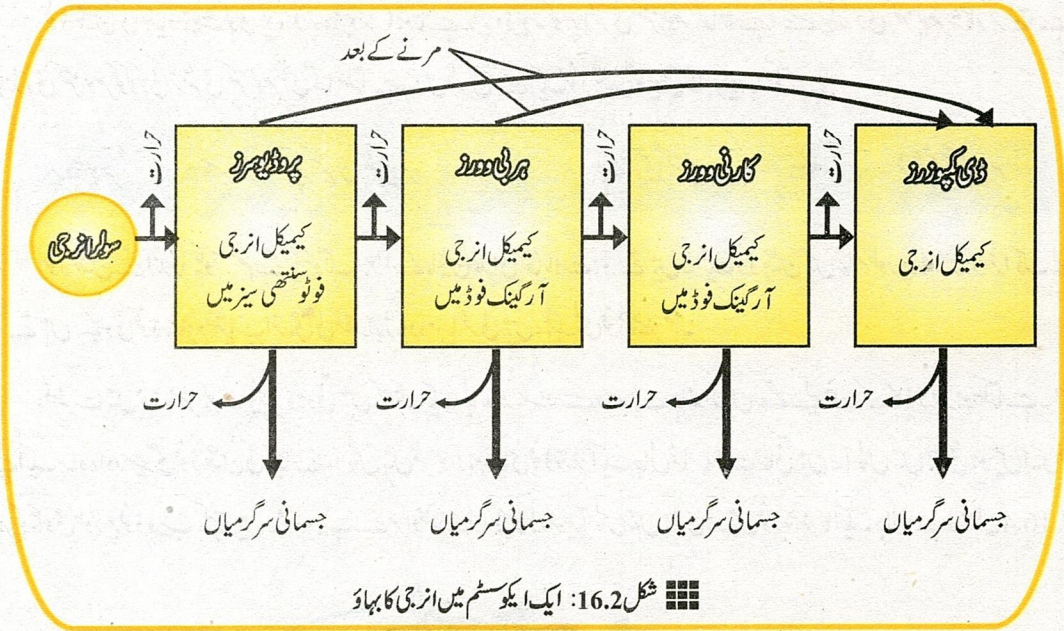 مرنے کے بعد
حرارت
حرارت
حرارت
حرارت
سولر انرجی
پروڈیوسرز
کیمیکل انرجی
فوٹو سنتھی سیز میں
ہربی وورز
کیمیکل انرجی
آرگینک فوڈ میں
کارنی وورز
کیمیکل انرجی
آرگینک فوڈ میں
ڈی کمپوزرز
کیمیکل انرجی
حرارت
حرارت
حرارت
حرارت
جسمانی سرگرمیاں
جسمانی سرگرمیاں
جسمانی سرگرمیاں
جسمانی سرگرمیاں
شکل 16.2: ایک ایکوسسٹم میں انرجی کا بہاؤ